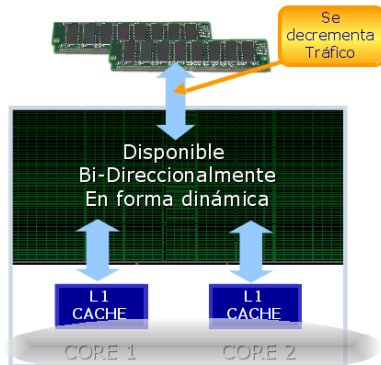 Se
decrementa
Tráfico
Disponible
Bi-Direccionalmente
En forma dinámica
L1
CACHE
L1
CACHE
CORE 1
CORE 2